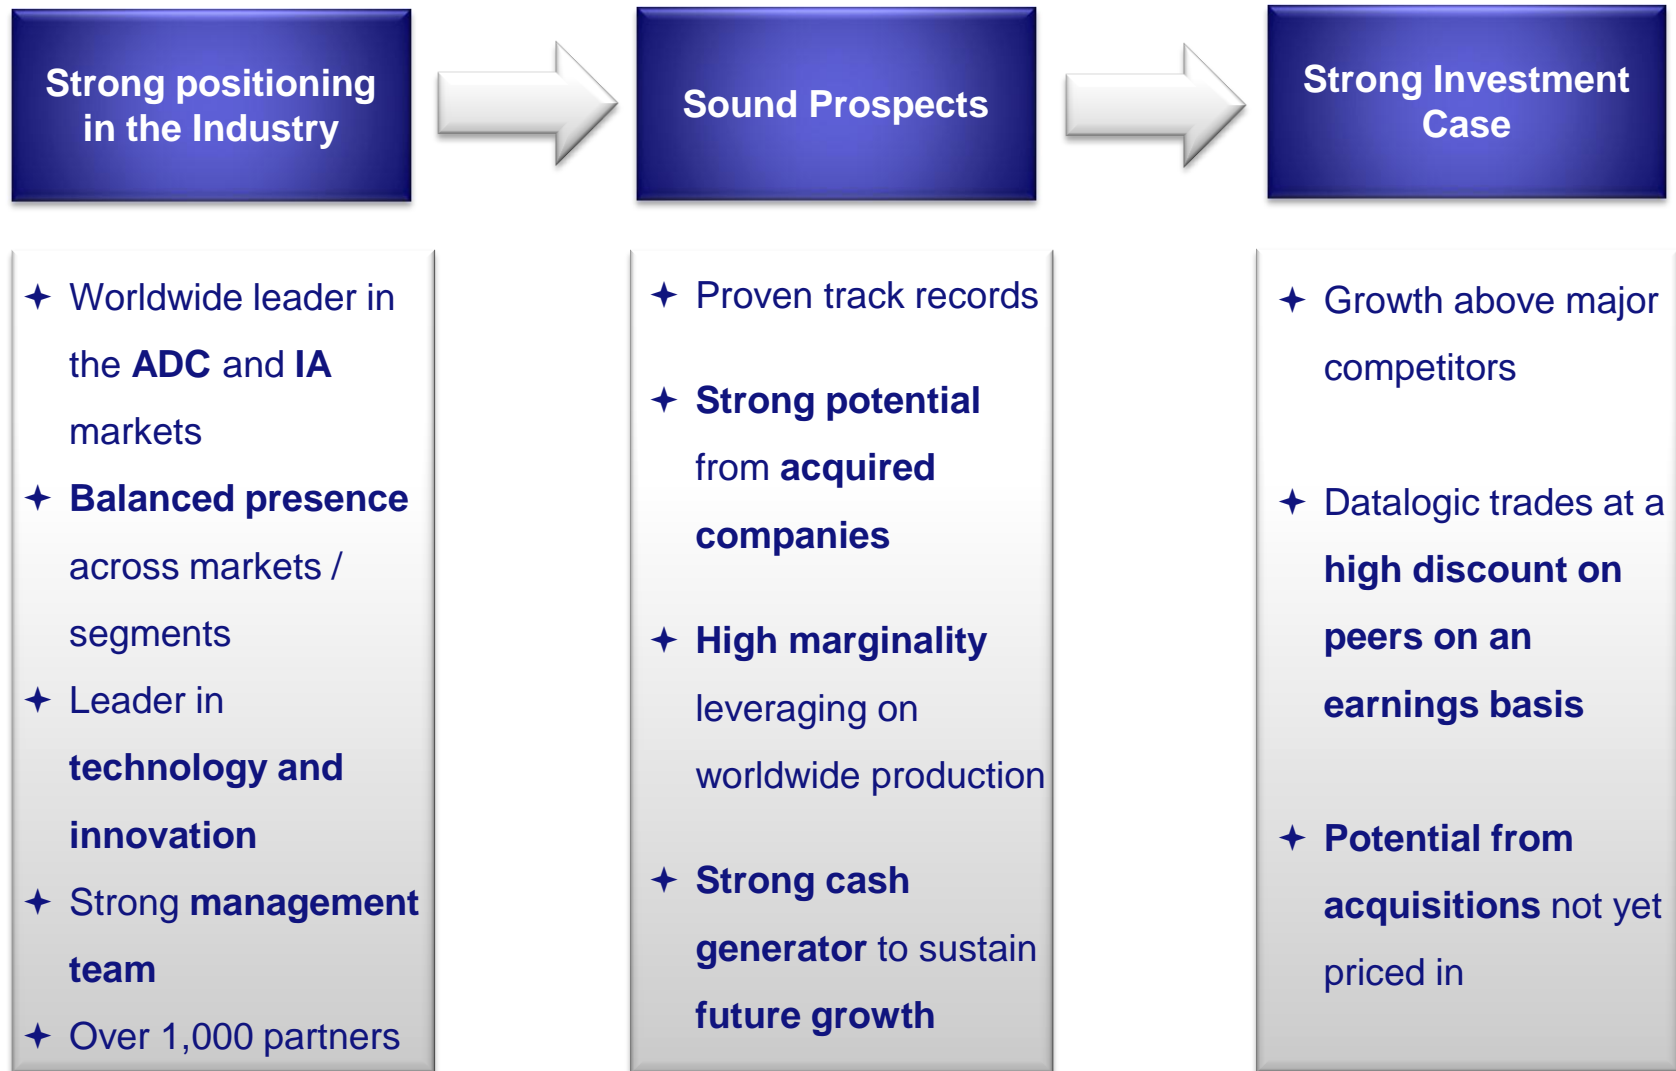 Strong positioning
in the Industry
Sound Prospects
Strong Investment
Case
Worldwide leader in
the ADC and IA
markets
Balanced presence
across markets /
segments
Leader in
technology and
innovation
Strong management
team
Over 1,000 partners
Proven track records
Strong potential
from acquired
companies
High marginality
leveraging on
worldwide production
Strong cash
generator to sustain
future growth
Growth above major
competitors
Datalogic trades at a
high discount on
peers on an
earnings basis
Potential from
acquisitions not yet
priced in